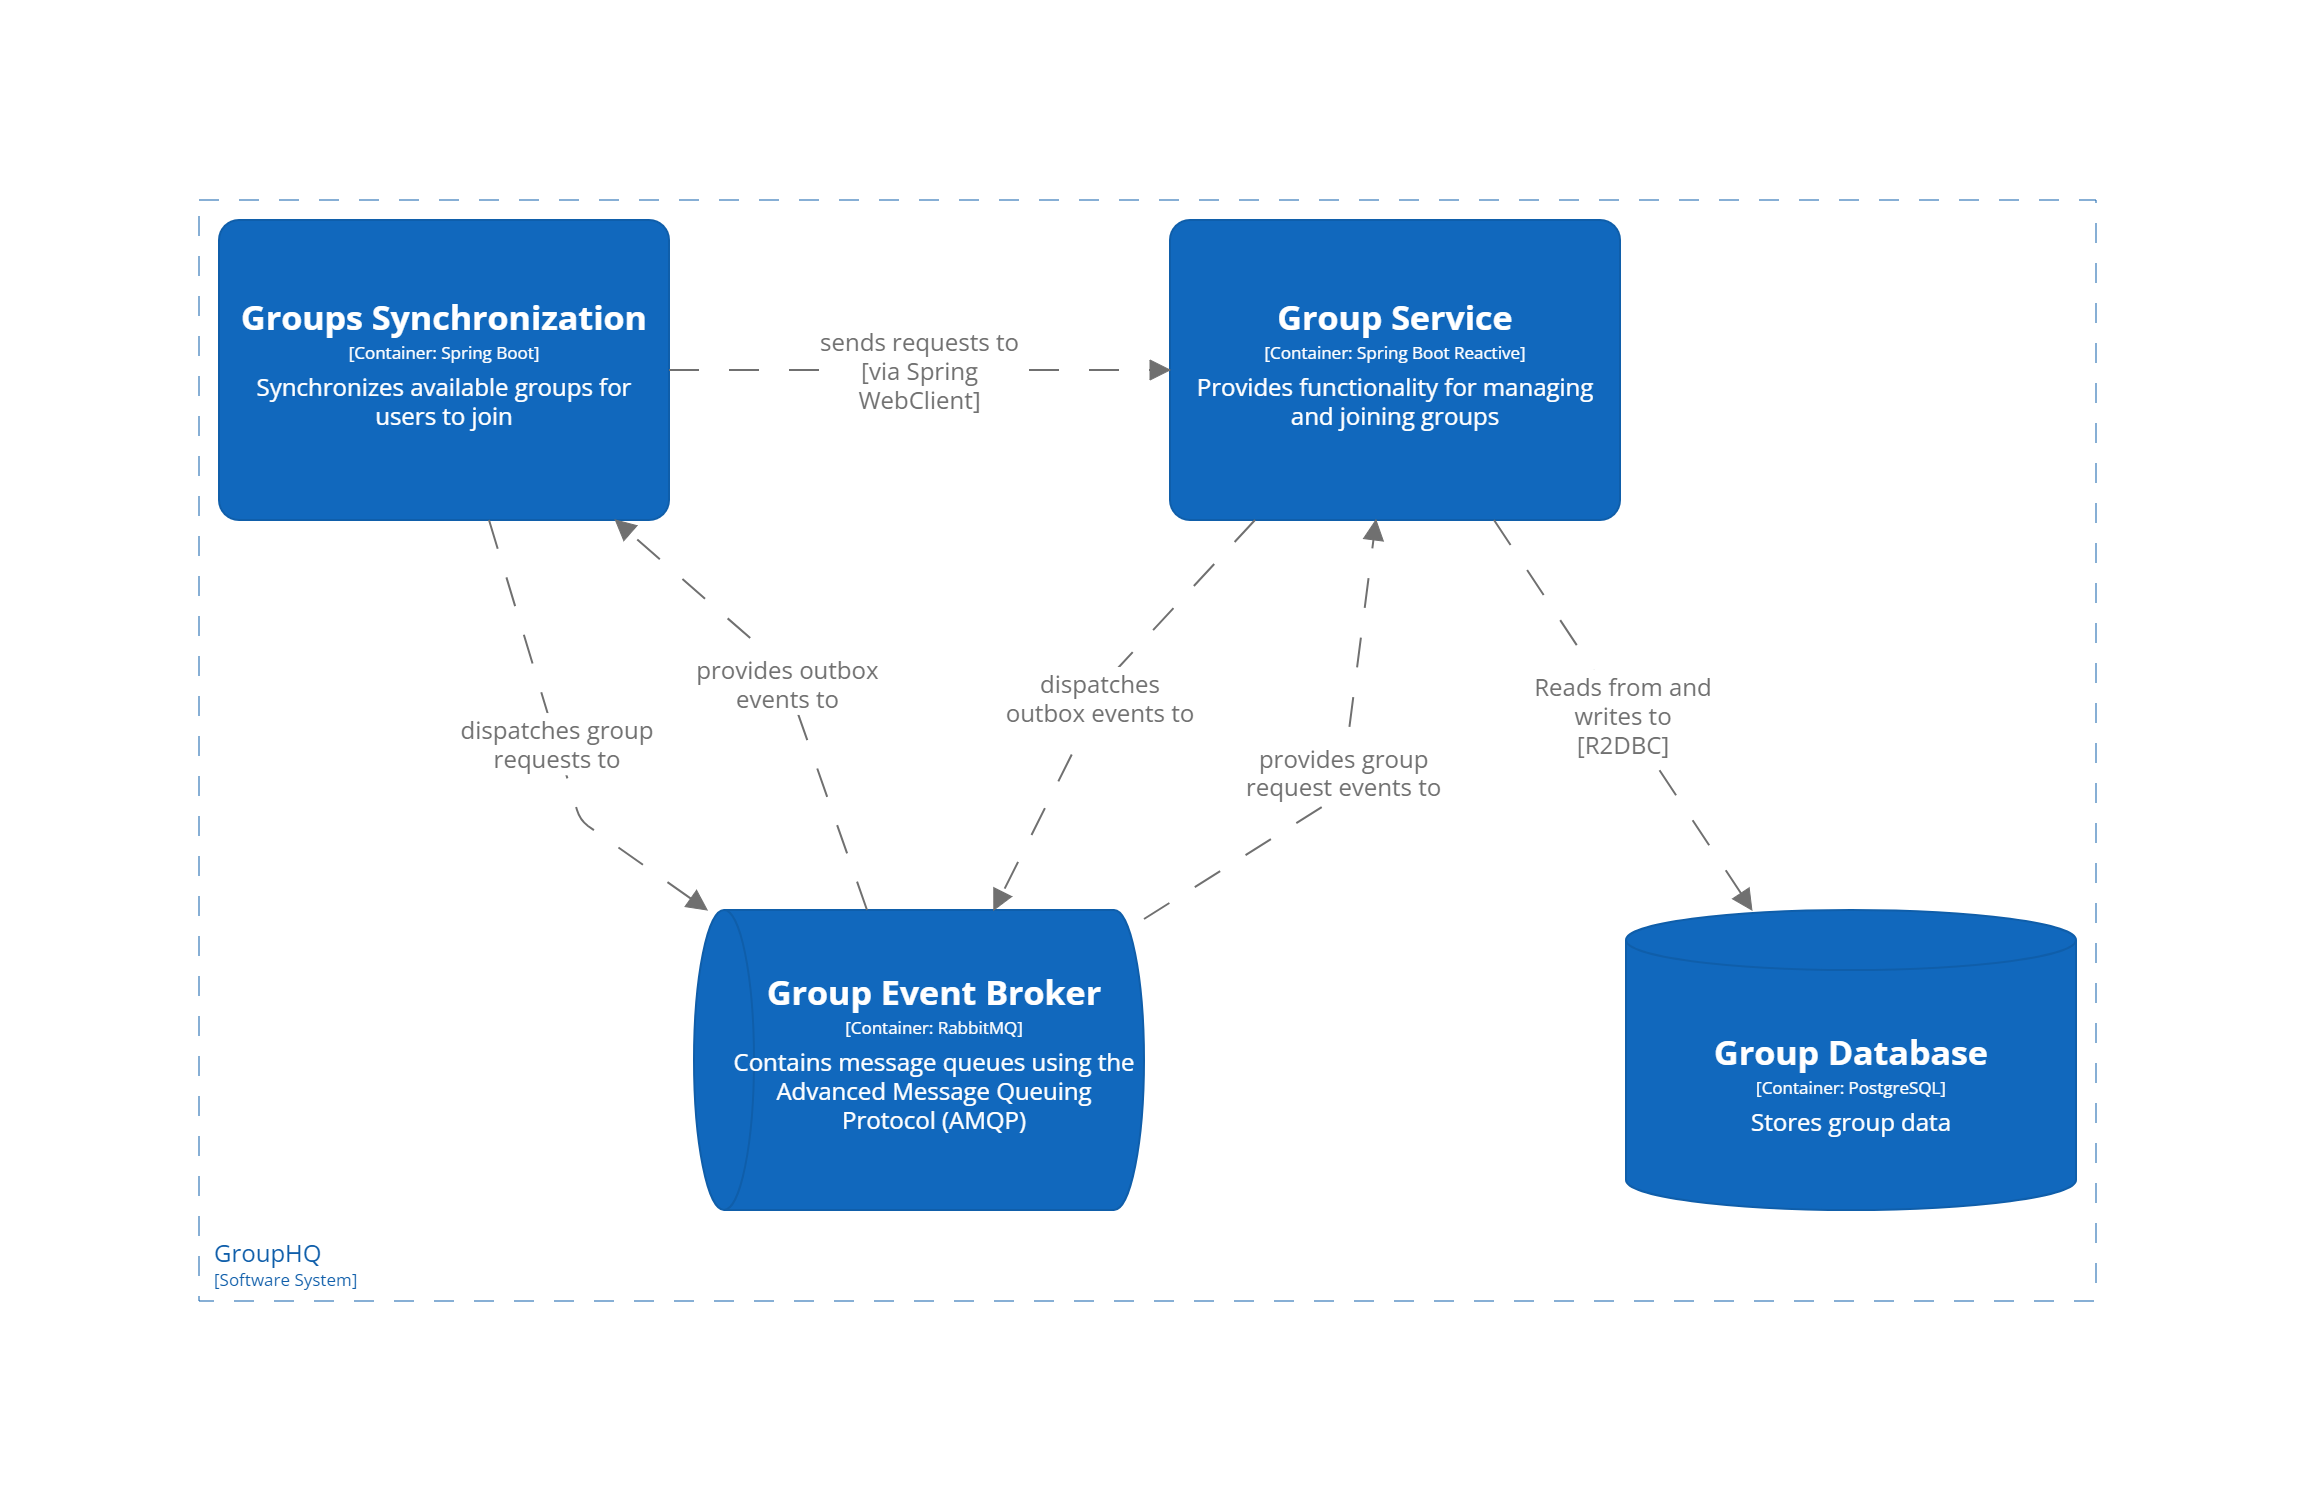 Groups Synchronization
[Container: Spring Boot]
Synchronizes available groups for
users to join
sends requests to
[via Spring
WebClient]
Group Service
[Container: Spring Boot Reactive]
Provides functionality for managing
and joining groups
dispatches group
requests to
provides outbox
events to
dispatches
outbox events to
provides group
request events to
Reads from and
writes to
[R2DBC]
Group Event Broker
[Container: RabbitMQ]
Contains message queues using the
Advanced Message Queuing
Protocol (AMQP)
Group Database
[Container: PostgreSQL]
Stores group data
GroupHQ
[Software System]